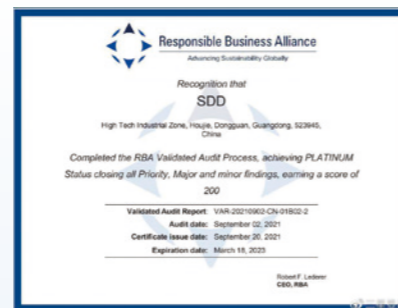 Responsible Business Alliance
Advancing Sustainability Globally
Recognition that
SDD
High Tech Industrial Zone, Houjie, Dongguan, Guangdong, 523945,
China
Completed the RBA Validated Audit Process, achieving PLATINUM
Status closing all Priority, Major and minor findings, earning a score of
200
Validated Audit Report: VAR-20210902-CN-01B02-2
Audit date: September 02, 2021
Certificate issue date: September 20, 2021
Expiration date: March 18, 2023
Robert F. Lederer
CEO, RBA